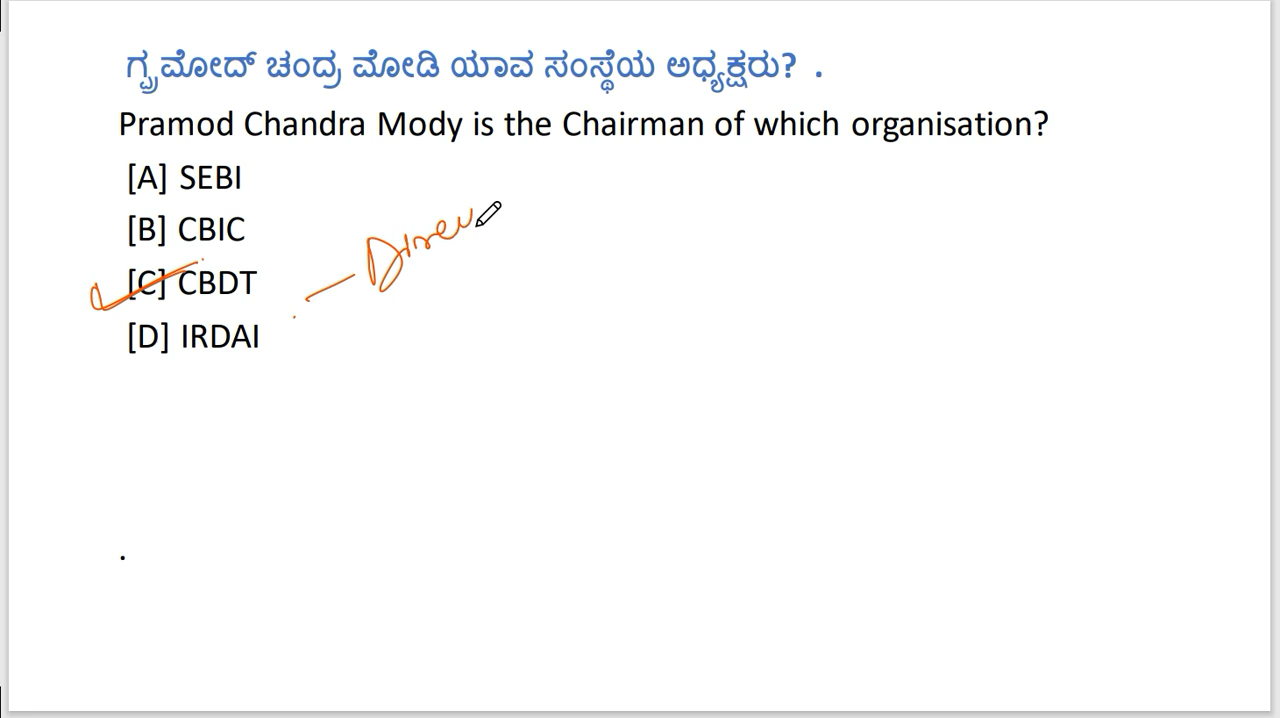 ಗ್ಪ್ರಮೋದ್ ಚಂದ್ರ ಮೋಡಿ ಯಾವ ಸಂಸ್ಥೆಯ ಅಧ್ಯಕ್ಷರು? .
Pramod Chandra Mody is the Chairman of which organisation?
[A] SEBI
[B] CBIC
[C] CBDT
[D] IRDAI
.